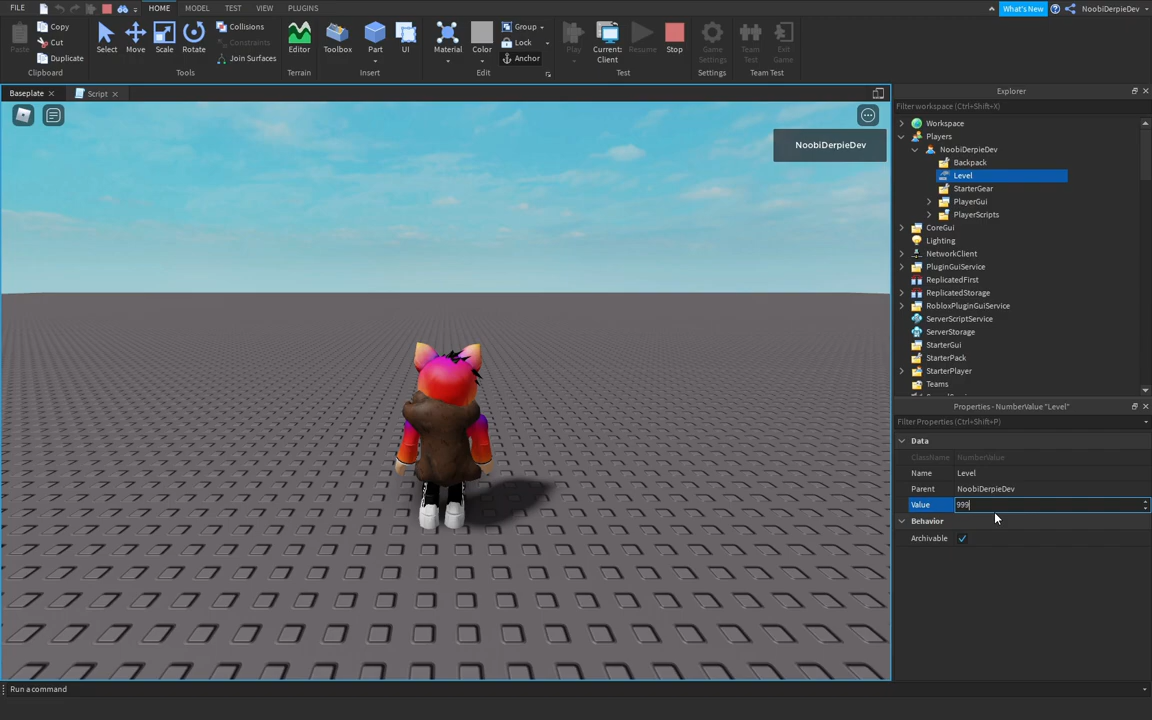 FILE HOME MODEL TEST VIEW PLUGINS What's New NoobiDerpieDev
Paste Copy Cut Duplicate Select Move Scale Rotate Collisions Constraints Join Surfaces Editor Toolbox Part UI Material Color Group Lock Anchor Play Current: Client Resume Stop Game Settings Team Test Exit Game
Clipboard Tools Terrain Insert Edit Test Settings Team Test
Baseplate Script
NoobiDerpieDev
Explorer
Filter workspace (Ctrl+Shift+X)
Workspace
Players
NoobiDerpieDev
Backpack
Level
StarterGear
PlayerGui
PlayerScripts
CoreGui
Lighting
NetworkClient
PluginGuiService
ReplicatedFirst
ReplicatedStorage
RobloxPluginGuiService
ServerScriptService
ServerStorage
StarterGui
StarterPack
StarterPlayer
Teams
Properties - NumberValue "Level"
Filter Properties (Ctrl+Shift+P)
Data
ClassName NumberValue
Name Level
Parent NoobiDerpieDev
Value 999
Behavior
Archivable
Run a command